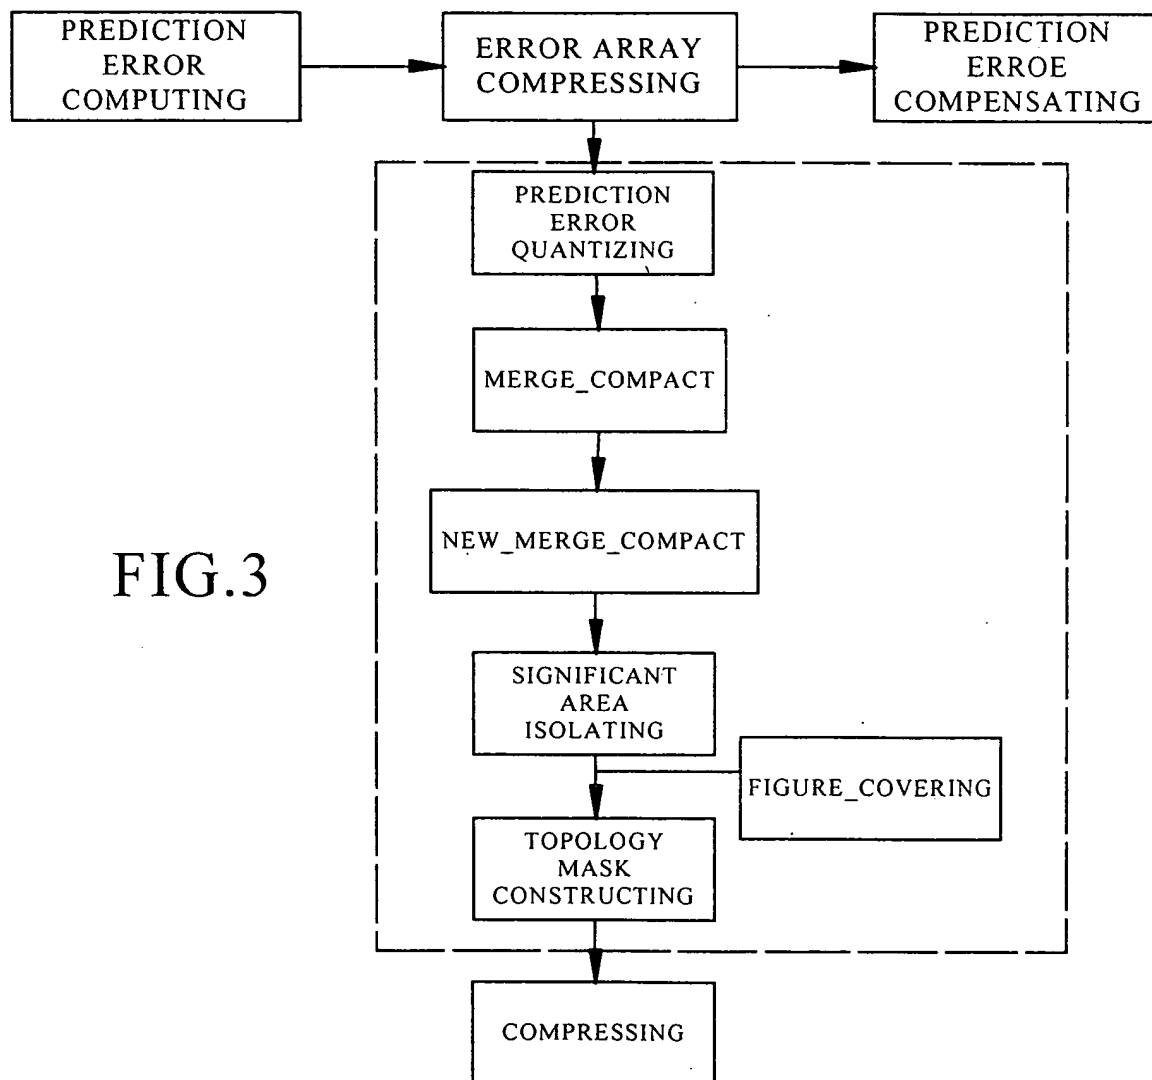 PREDICTION
ERROR
COMPUTING
ERROR ARRAY
COMPRESSING
PREDICTION
ERROE
COMPENSATING
PREDICTION
ERROR
QUANTIZING
MERGE_COMPACT
NEW_MERGE_COMPACT
FIG.3
SIGNIFICANT
AREA
ISOLATING
FIGURE_COVERING
TOPOLOGY
MASK
CONSTRUCTING
COMPRESSING